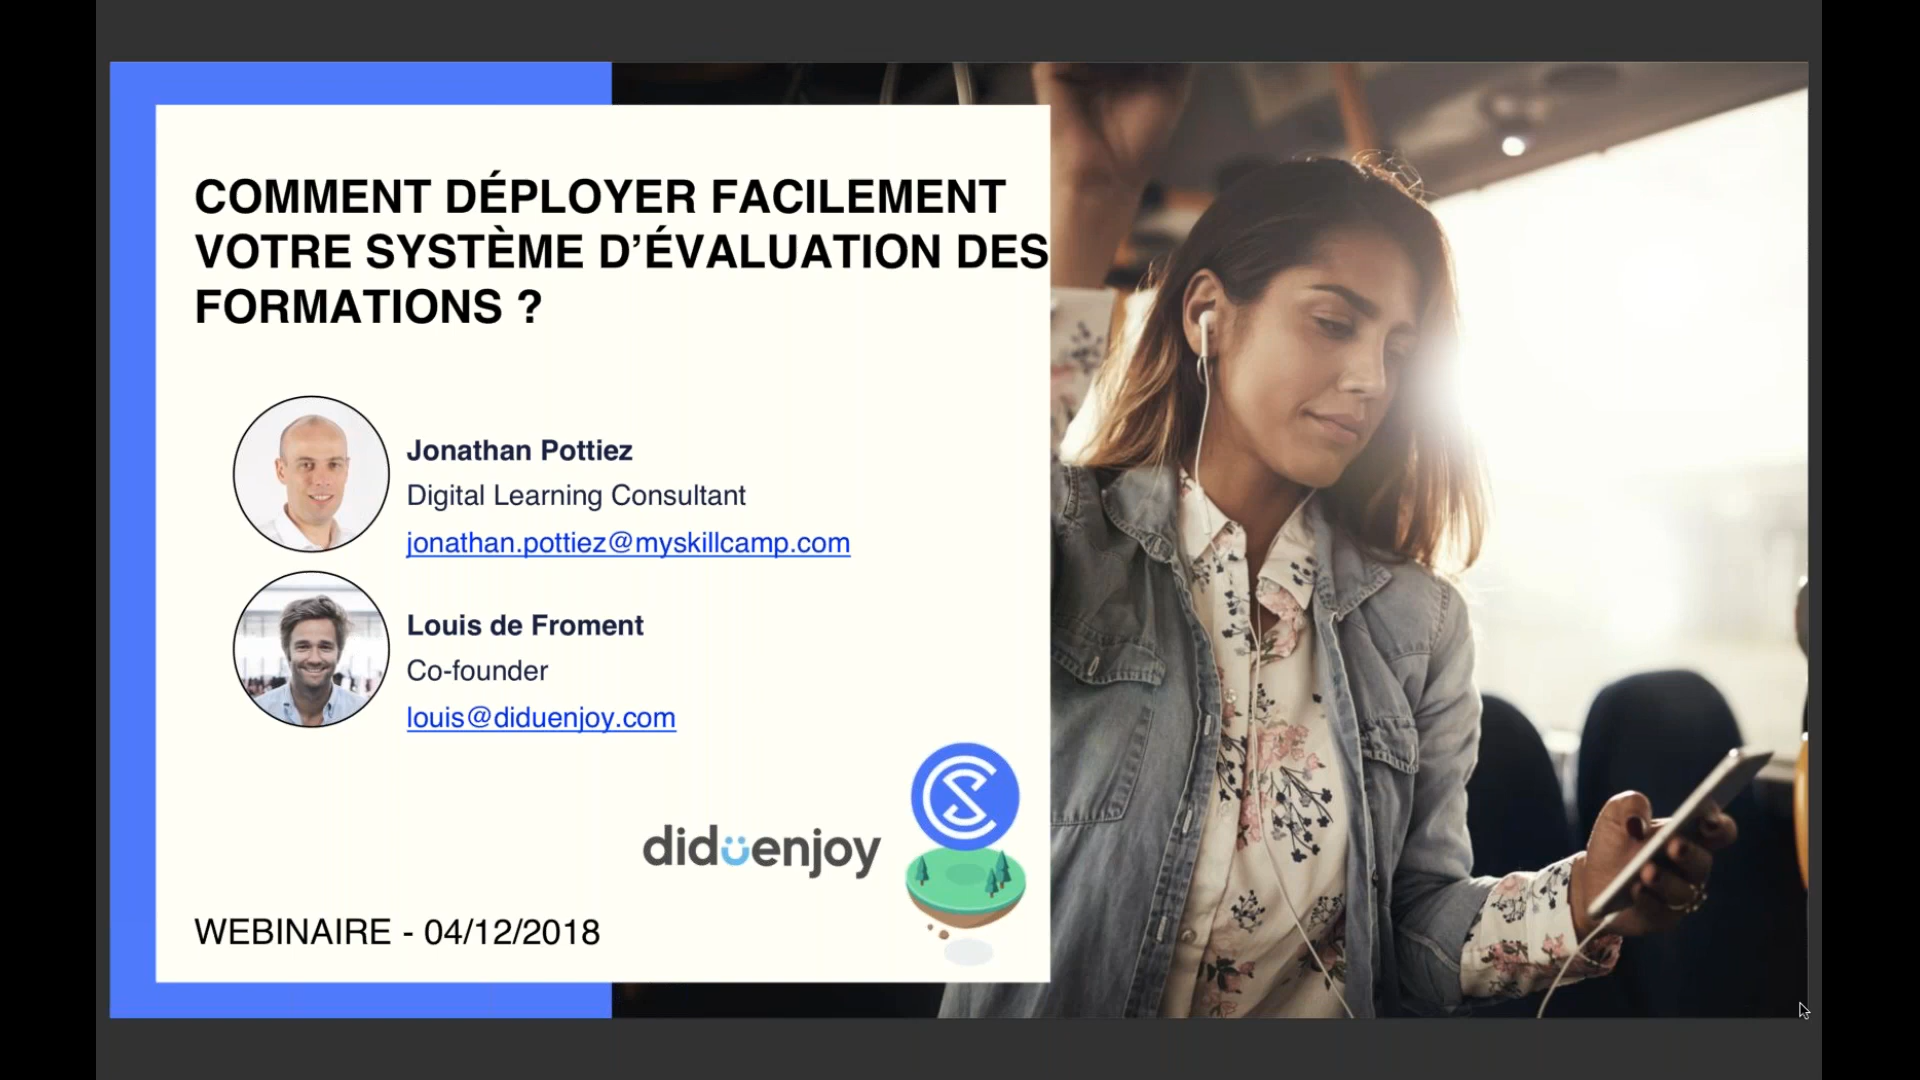 COMMENT DÉPLOYER FACILEMENT
VOTRE SYSTÈME D’ÉVALUATION DES
FORMATIONS ?
Jonathan Pottiez
Digital Learning Consultant
jonathan.pottiez@myskillcamp.com
Louis de Froment
Co-founder
louis@diduenjoy.com
diduenjoy
WEBINAIRE - 04/12/2018